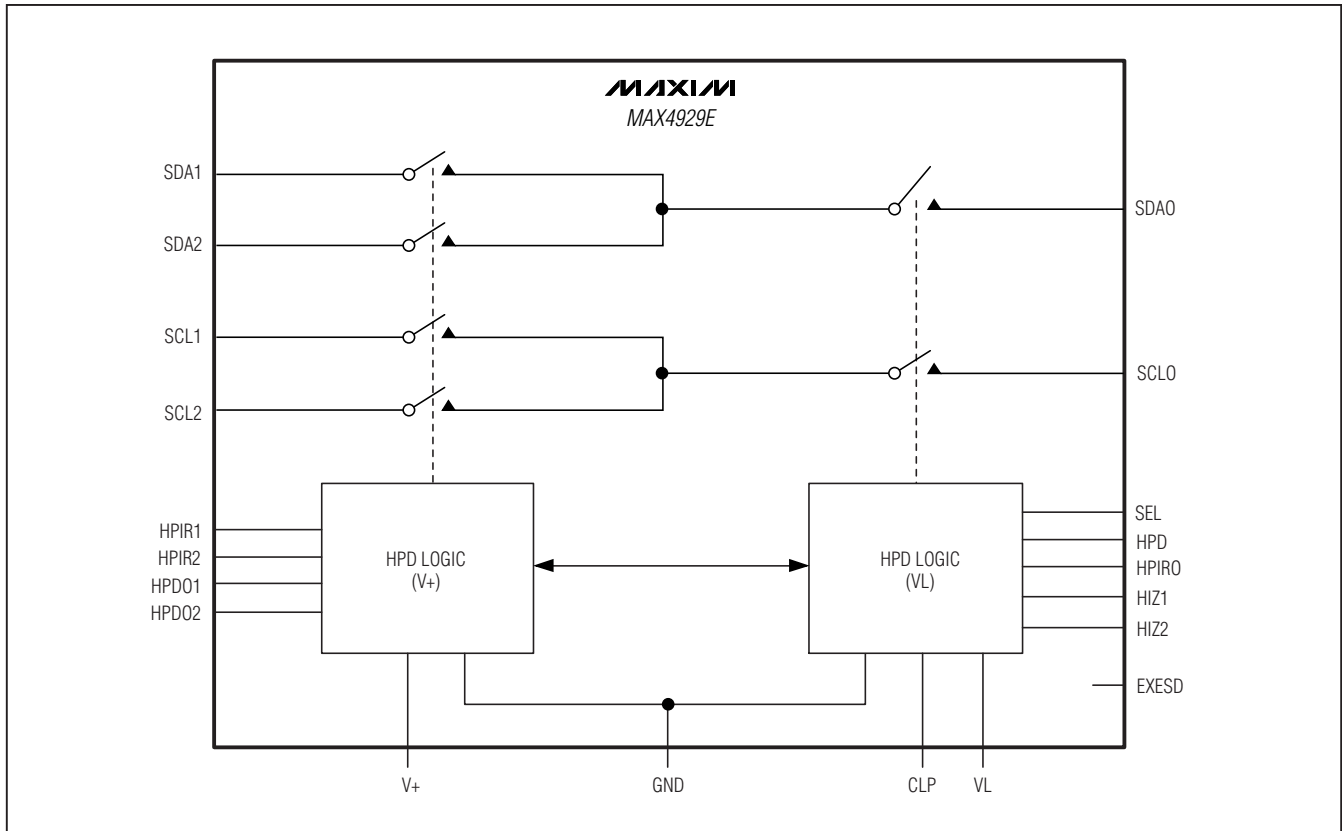 MAXIM
MAX4929E
SDA1
SDA2
SDA0
SCL1
SCL2
SCL0
HPIR1
HPIR2
HPDO1
HPDO2
HPD LOGIC
(V+)
HPD LOGIC
(VL)
SEL
HPD
HPIR0
HIZ1
HIZ2
EXESD
V+
GND
CLP
VL